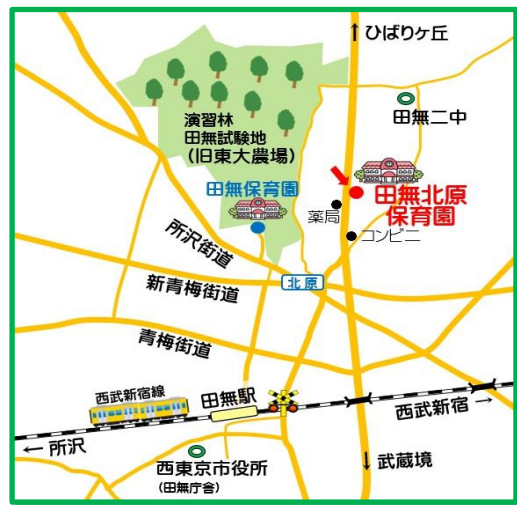 ↑ひばりヶ丘
田無二中
演習林
田無試験地
(旧東大農場)
田無保育園
田無北原
保育園
薬局
コンビニ
所沢街道
北原
新青梅街道
青梅街道
西武新宿線
田無駅
西武新宿→
←所沢
西東京市役所
(田無庁舎)
↓武蔵境